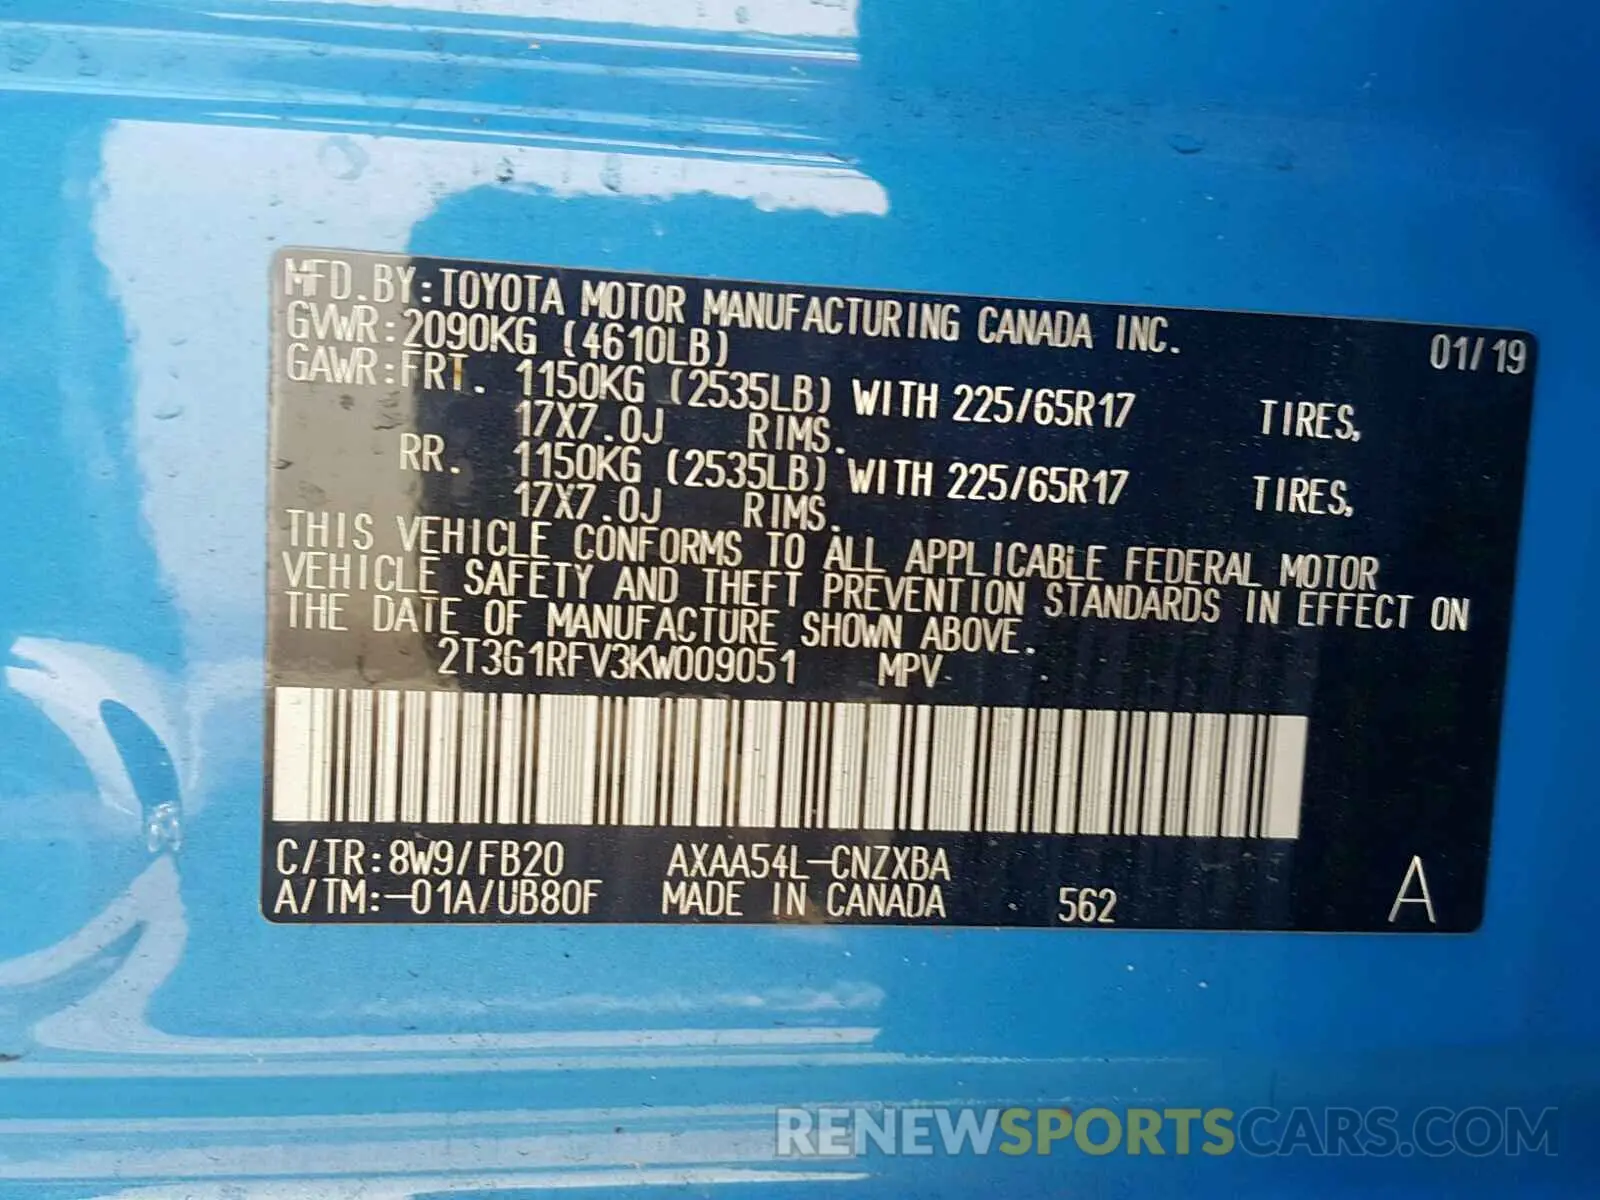 MFD.BY:TOYOTA MOTOR MANUFACTURING CANADA INC. 01/19
GVWR:2090KG (4610LB)
GAWR:FRT. 1150KG (2535LB) WITH 225/65R17 TIRES,
17X7.0J RIMS.
RR. 1150KG (2535LB) WITH 225/65R17 TIRES,
17X7.0J RIMS.
THIS VEHICLE CONFORMS TO ALL APPLICABLE FEDERAL MOTOR
VEHICLE SAFETY AND THEFT PREVENTION STANDARDS IN EFFECT ON
THE DATE OF MANUFACTURE SHOWN ABOVE.
2T3G1RFV3KW009051 MPV
C/TR:8W9/FB20 AXAA54L-CNZXBA
A/TM:-01A/UB80F MADE IN CANADA 562 A
RENEWSPORTSCARS.COM